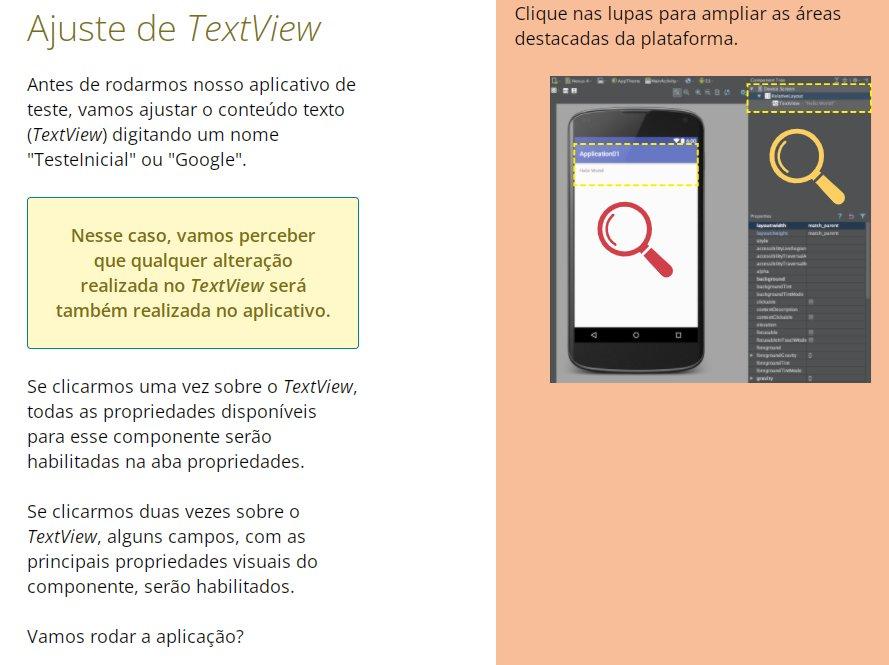 Ajuste de TextView
Antes de rodarmos nosso aplicativo de
teste, vamos ajustar o conteúdo texto
(TextView) digitando um nome
"TesteInicial" ou "Google".
Nesse caso, vamos perceber
que qualquer alteração
realizada no TextView será
também realizada no aplicativo.
Se clicarmos uma vez sobre o TextView,
todas as propriedades disponíveis
para esse componente serão
habilitadas na aba propriedades.
Se clicarmos duas vezes sobre o
TextView, alguns campos, com as
principais propriedades visuais do
componente, serão habilitados.
Vamos rodar a aplicação?
Clique nas lupas para ampliar as áreas
destacadas da plataforma.
AppTheme MainActivity
Component Tree
Device Screen
RelativeLayout
TextView - "Hello World!"
6:00
Application01
Hello World!
Properties
layout:width match_parent
layout:height match_parent
style
alpha
background
backgroundTint
backgroundTintMode
clickable
contentDescription
contextClickable
elevation
focusable
focusableInTouchMode
foreground
foregroundGravity []
foregroundTint
foregroundTintMode
gravity []